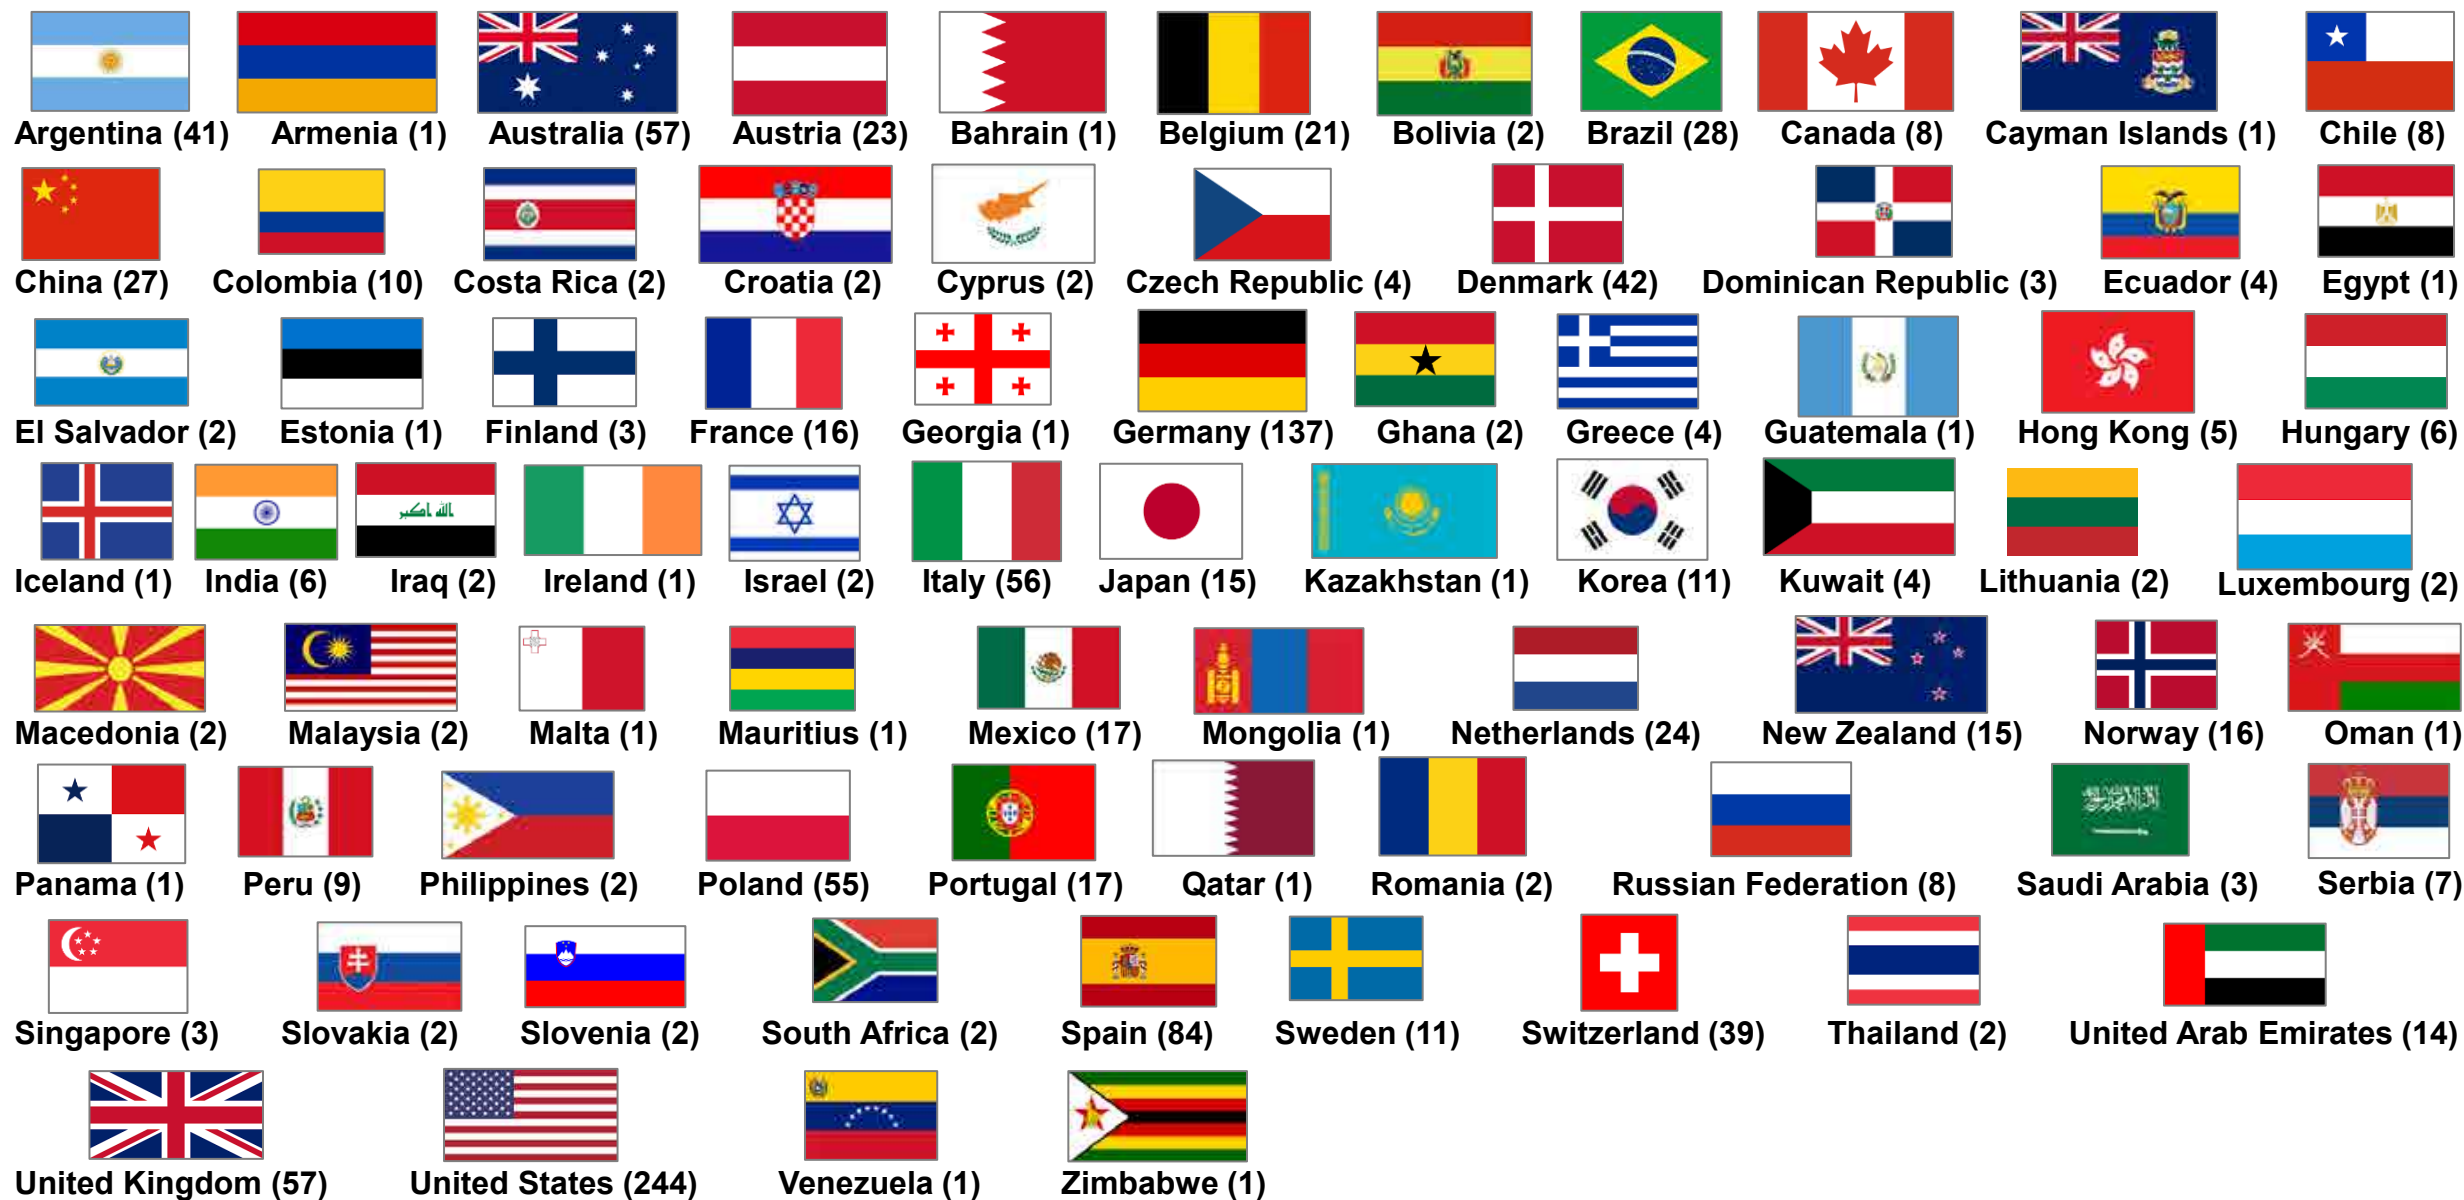 Argentina (41) Armenia (1) Australia (57) Austria (23) Bahrain (1) Belgium (21) Bolivia (2) Brazil (28) Canada (8) Cayman Islands (1) Chile (8)
China (27) Colombia (10) Costa Rica (2) Croatia (2) Cyprus (2) Czech Republic (4) Denmark (42) Dominican Republic (3) Ecuador (4) Egypt (1)
El Salvador (2) Estonia (1) Finland (3) France (16) Georgia (1) Germany (137) Ghana (2) Greece (4) Guatemala (1) Hong Kong (5) Hungary (6)
الله اكبر
Iceland (1) India (6) Iraq (2) Ireland (1) Israel (2) Italy (56) Japan (15) Kazakhstan (1) Korea (11) Kuwait (4) Lithuania (2) Luxembourg (2)
Macedonia (2) Malaysia (2) Malta (1) Mauritius (1) Mexico (17) Mongolia (1) Netherlands (24) New Zealand (15) Norway (16) Oman (1)
Panama (1) Peru (9) Philippines (2) Poland (55) Portugal (17) Qatar (1) Romania (2) Russian Federation (8) Saudi Arabia (3) Serbia (7)
Singapore (3) Slovakia (2) Slovenia (2) South Africa (2) Spain (84) Sweden (11) Switzerland (39) Thailand (2) United Arab Emirates (14)
United Kingdom (57) United States (244) Venezuela (1) Zimbabwe (1)